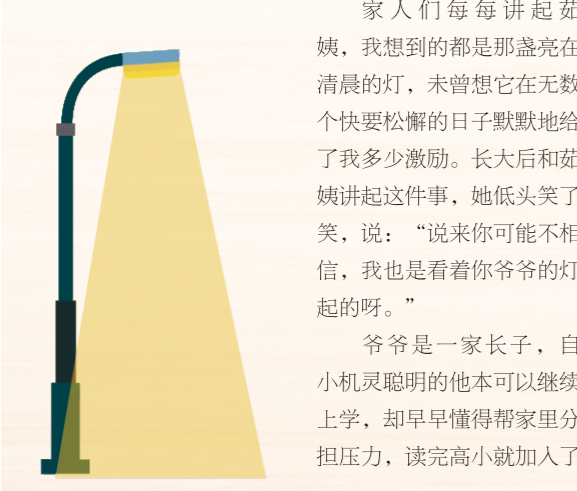 家人们每每讲起茹
姨，我想到的都是那盏亮在
清晨的灯，未曾想它在无数
个快要松懈的日子默默地给
了我多少激励。长大后和茹
姨讲起这件事，她低头笑了
笑，说：“说来你可能不相
信，我也是看着你爷爷的灯
起的呀。”
爷爷是一家长子，自
小机灵聪明的他本可以继续
上学，却早早懂得帮家里分
担压力，读完高小就加入了